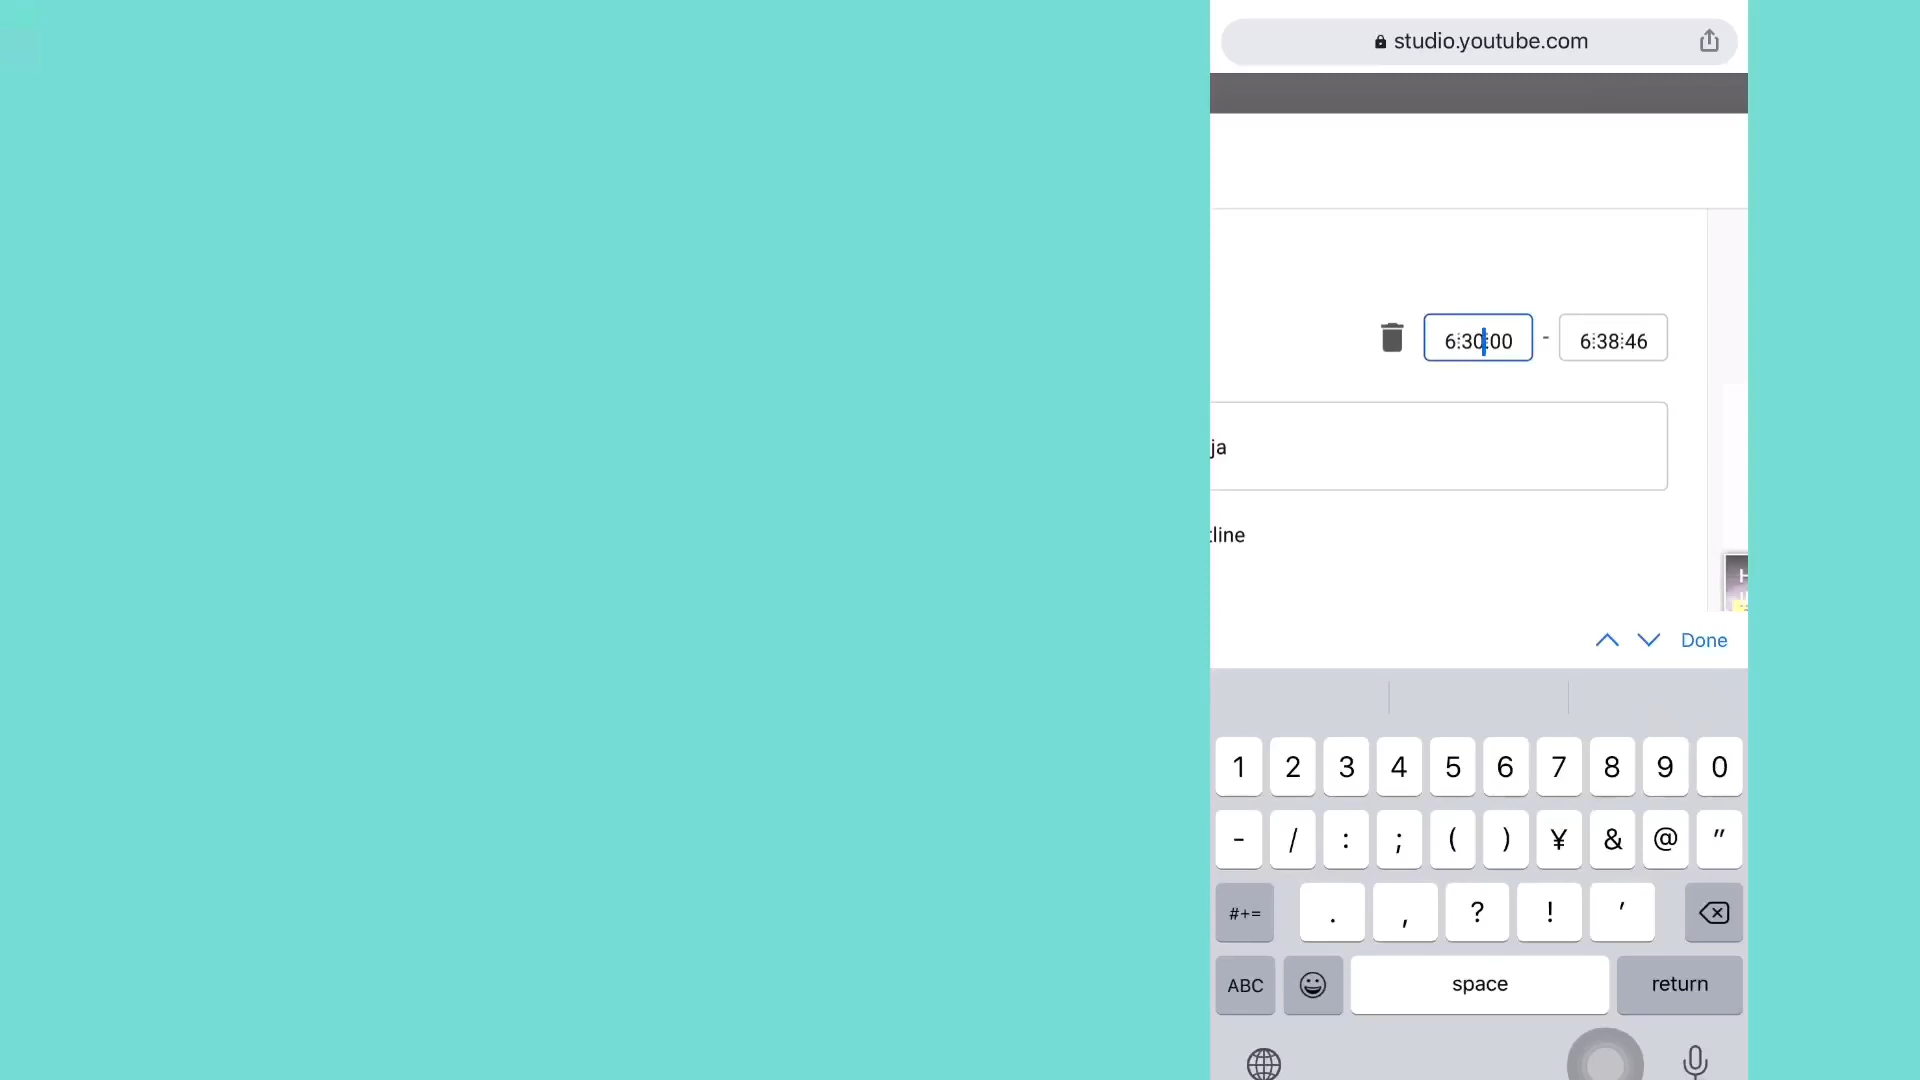 studio.youtube.com
6:30:00 - 6:38:46
ja
line
Done
1 2 3 4 5 6 7 8 9 0
- / : ; ( ) ¥ & @ "
#+= . , ? ! '
ABC space return